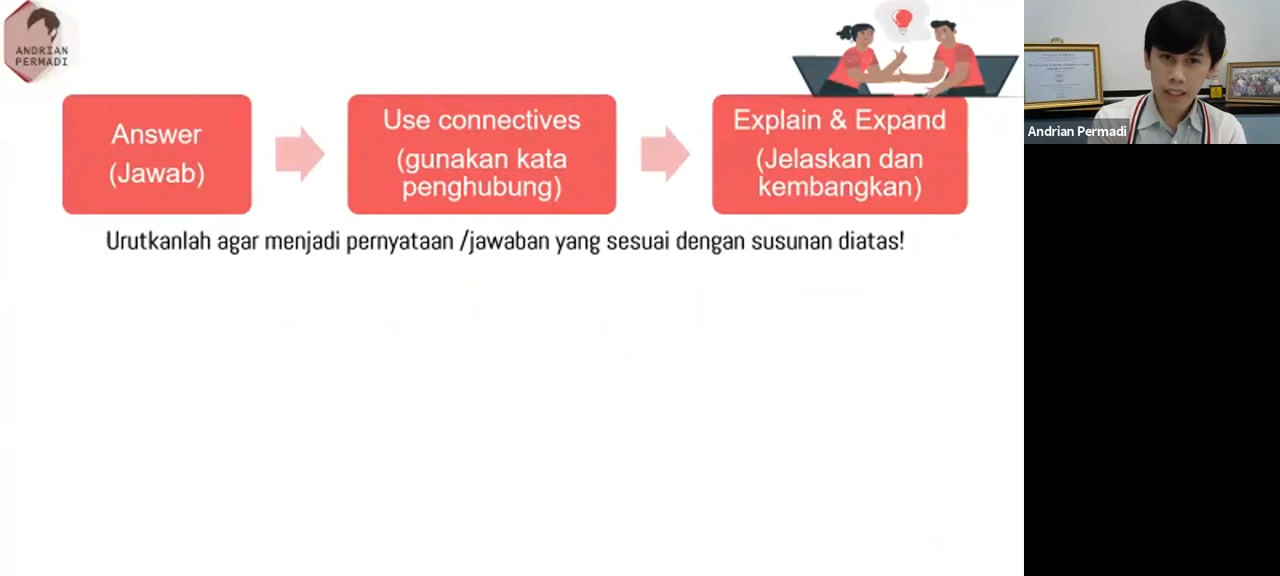 ANDRIAN
PERMADI
Answer
(Jawab)
Use connectives
(gunakan kata
penghubung)
Explain & Expand
(Jelaskan dan
kembangkan)
Urutkanlah agar menjadi pernyataan /jawaban yang sesuai dengan susunan diatas!
Andrian Permadi